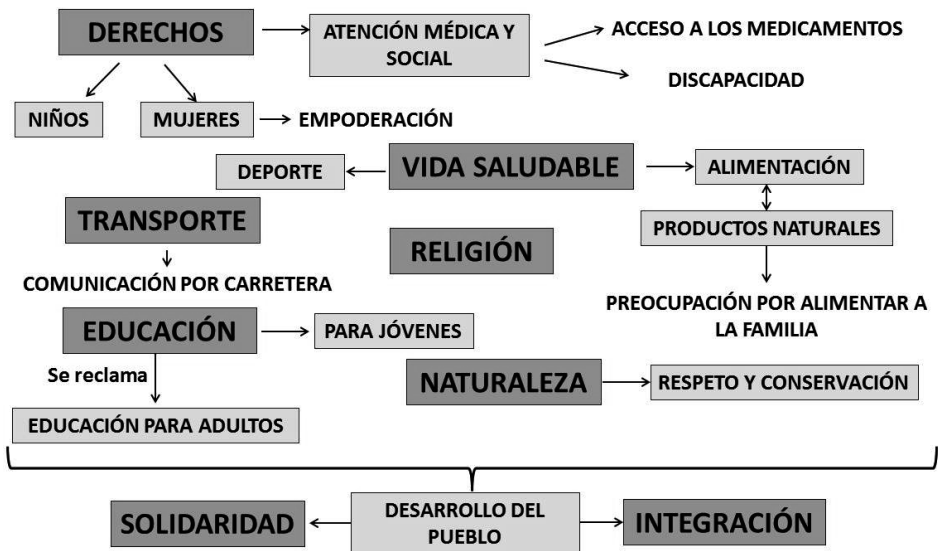 DERECHOS
ATENCIÓN MÉDICA Y
SOCIAL
ACCESO A LOS MEDICAMENTOS
DISCAPACIDAD
NIÑOS
MUJERES
EMPODERACIÓN
DEPORTE
VIDA SALUDABLE
ALIMENTACIÓN
TRANSPORTE
RELIGIÓN
PRODUCTOS NATURALES
COMUNICACIÓN POR CARRETERA
PREOCUPACIÓN POR ALIMENTAR A
LA FAMILIA
EDUCACIÓN
PARA JÓVENES
Se reclama
NATURALEZA
RESPETO Y CONSERVACIÓN
EDUCACIÓN PARA ADULTOS
SOLIDARIDAD
DESARROLLO DEL
PUEBLO
INTEGRACIÓN